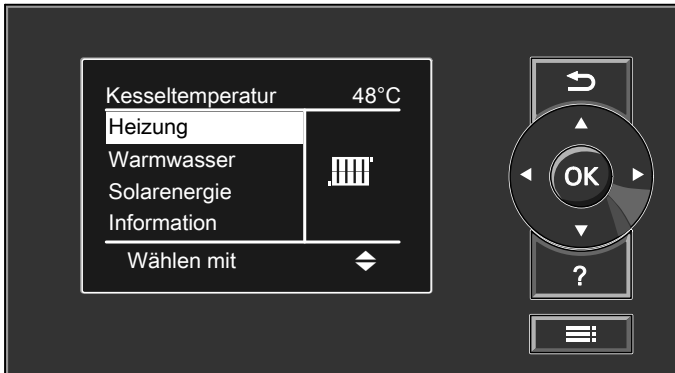 Kesseltemperatur 48°C
Heizung
Warmwasser
Solarenergie
Information
Wählen mit
OK
?